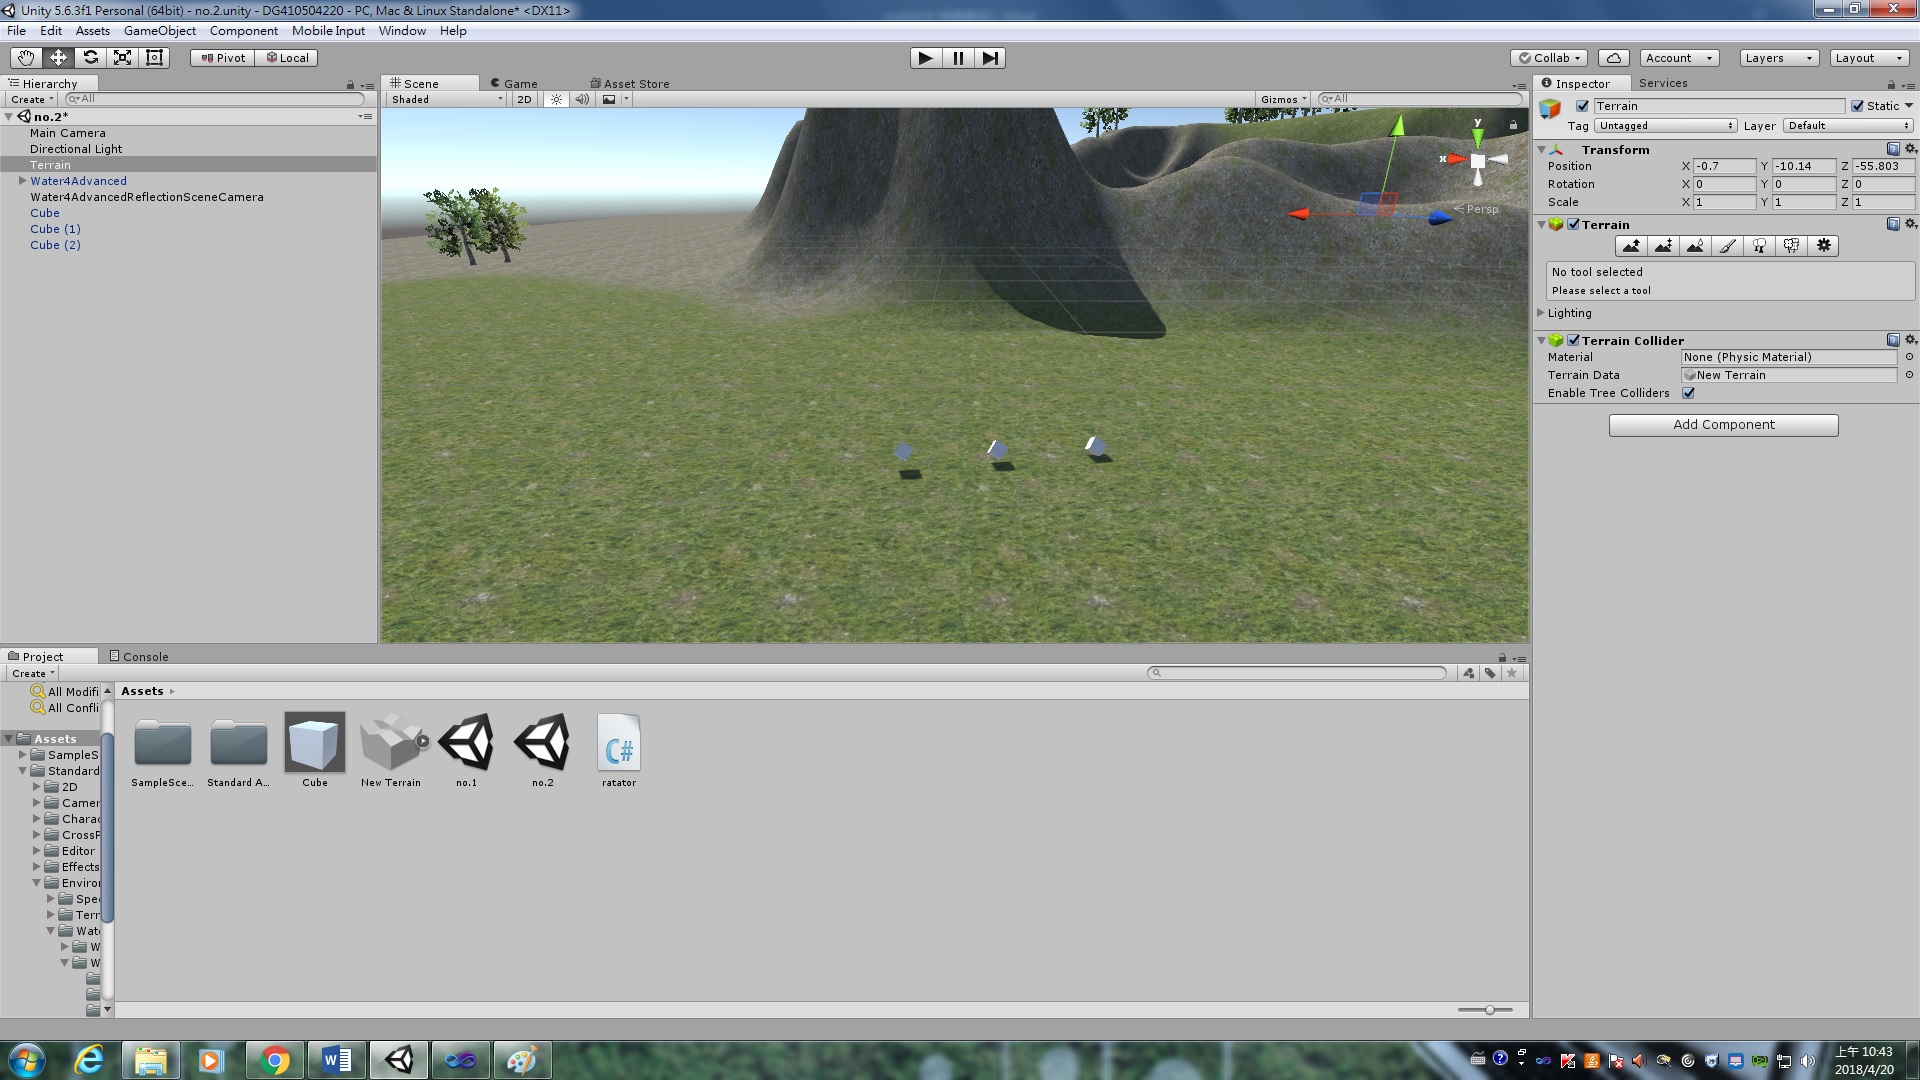 Unity 5.6.3f1 Personal (64bit) - no.2.unity - DG410504220 - PC, Mac & Linux Standalone* <DX11>
File Edit Assets GameObject Component Mobile Input Window Help
Pivot Local
Collab Account Layers Layout
Hierarchy
Create All
no.2*
Main Camera
Directional Light
Terrain
Water4Advanced
Water4AdvancedReflectionSceneCamera
Cube
Cube (1)
Cube (2)
Scene Game Asset Store
Shaded 2D Gizmos All
y
x
Persp
Inspector Services
Terrain Static
Tag Untagged Layer Default
Transform
Position X -0.7 Y -10.14 Z -55.803
Rotation X 0 Y 0 Z 0
Scale X 1 Y 1 Z 1
Terrain
No tool selected
Please select a tool
Lighting
Terrain Collider
Material None (Physic Material)
Terrain Data New Terrain
Enable Tree Colliders
Add Component
Project Console
Create
All Modifi
All Confli
Assets
SampleS
Standard
2D
Camer
Charac
CrossP
Editor
Effects
Enviro
Spe
Terr
Wate
W
W
Assets
SampleSce...
Standard A...
Cube
New Terrain
no.1
no.2
C#
ratator
上午 10:43
2018/4/20